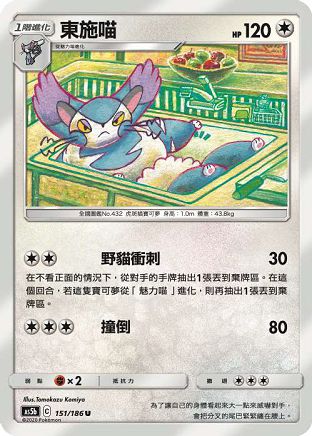 1階進化 東施喵 HP 120
從魅力喵進化
全國圖鑑No.432 虎斑貓寶可夢 身高:1.0m 體重:43.8kg
野貓衝刺 30
在不看正面的情況下,從對手的手牌抽出1張丟到棄牌區。在這
個回合,若這隻寶可夢從「魅力喵」進化,則再抽出1張丟到棄
牌區。
撞倒 80
弱點 ×2 抵抗力 撤退
Illus.Tomokazu Komiya
AS5b C 151/186 U
©2020 Pokémon
為了讓自己的身體看起來大一點來威嚇對手,
會把分叉的尾巴緊緊纏在腰上。